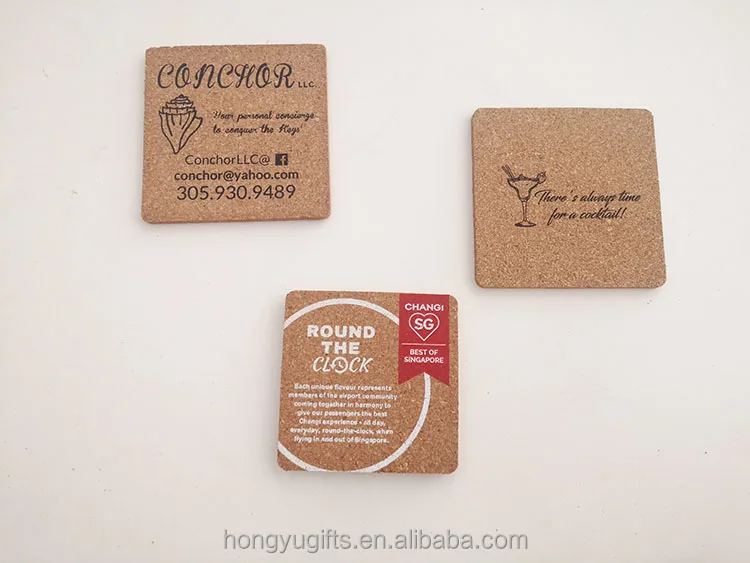 CONCHOR LLC
'Your personal concierge
to conquer the Keys'
ConchorLLC@ f
conchor@yahoo.com
305.930.9489
There's always time
for a cocktail!
ROUND
THE
CLOCK
Each unique flavour represents
members of the airport community
coming together in harmony to
give our passengers the best
Changi experience - all day,
everyday, round-the-clock, when
flying in and out of Singapore.
CHANGI
SG
BEST OF
SINGAPORE
hongyugifts.en.alibaba.com